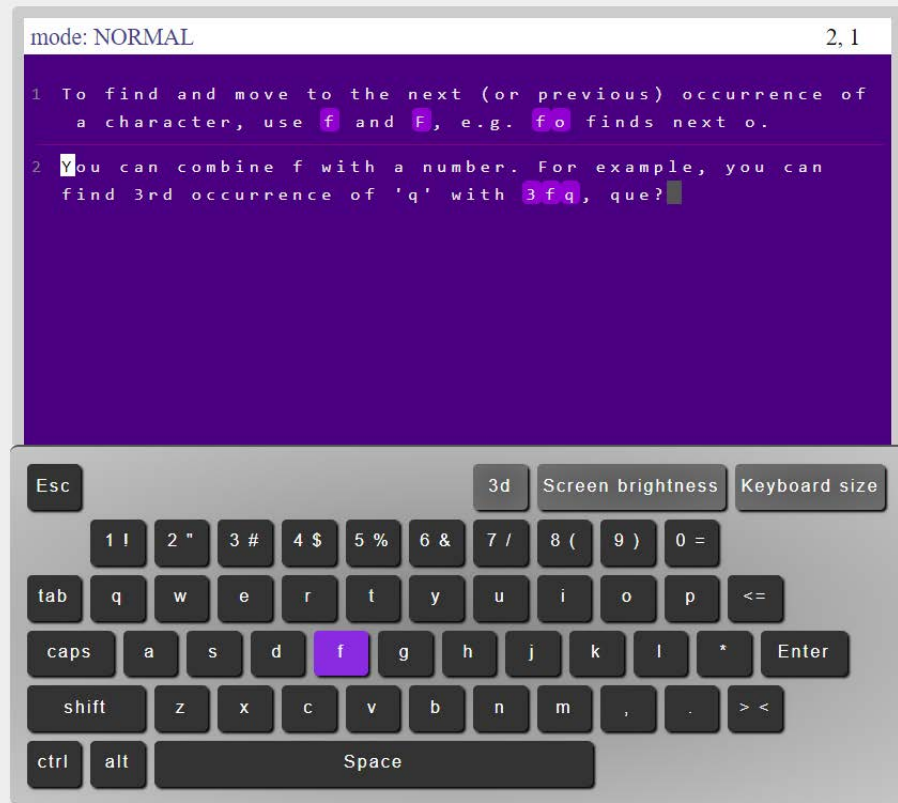 mode: NORMAL 2, 1
1 To find and move to the next (or previous) occurrence of
a character, use f and F, e.g. fo finds next o.
2 You can combine f with a number. For example, you can
find 3rd occurrence of 'q' with 3fq, que?
Esc 3d Screen brightness Keyboard size
1 ! 2 " 3 # 4 $ 5 % 6 & 7 / 8 ( 9 ) 0 =
tab q w e r t y u i o p <=
caps a s d f g h j k l * Enter
shift z x c v b n m , . > <
ctrl alt Space